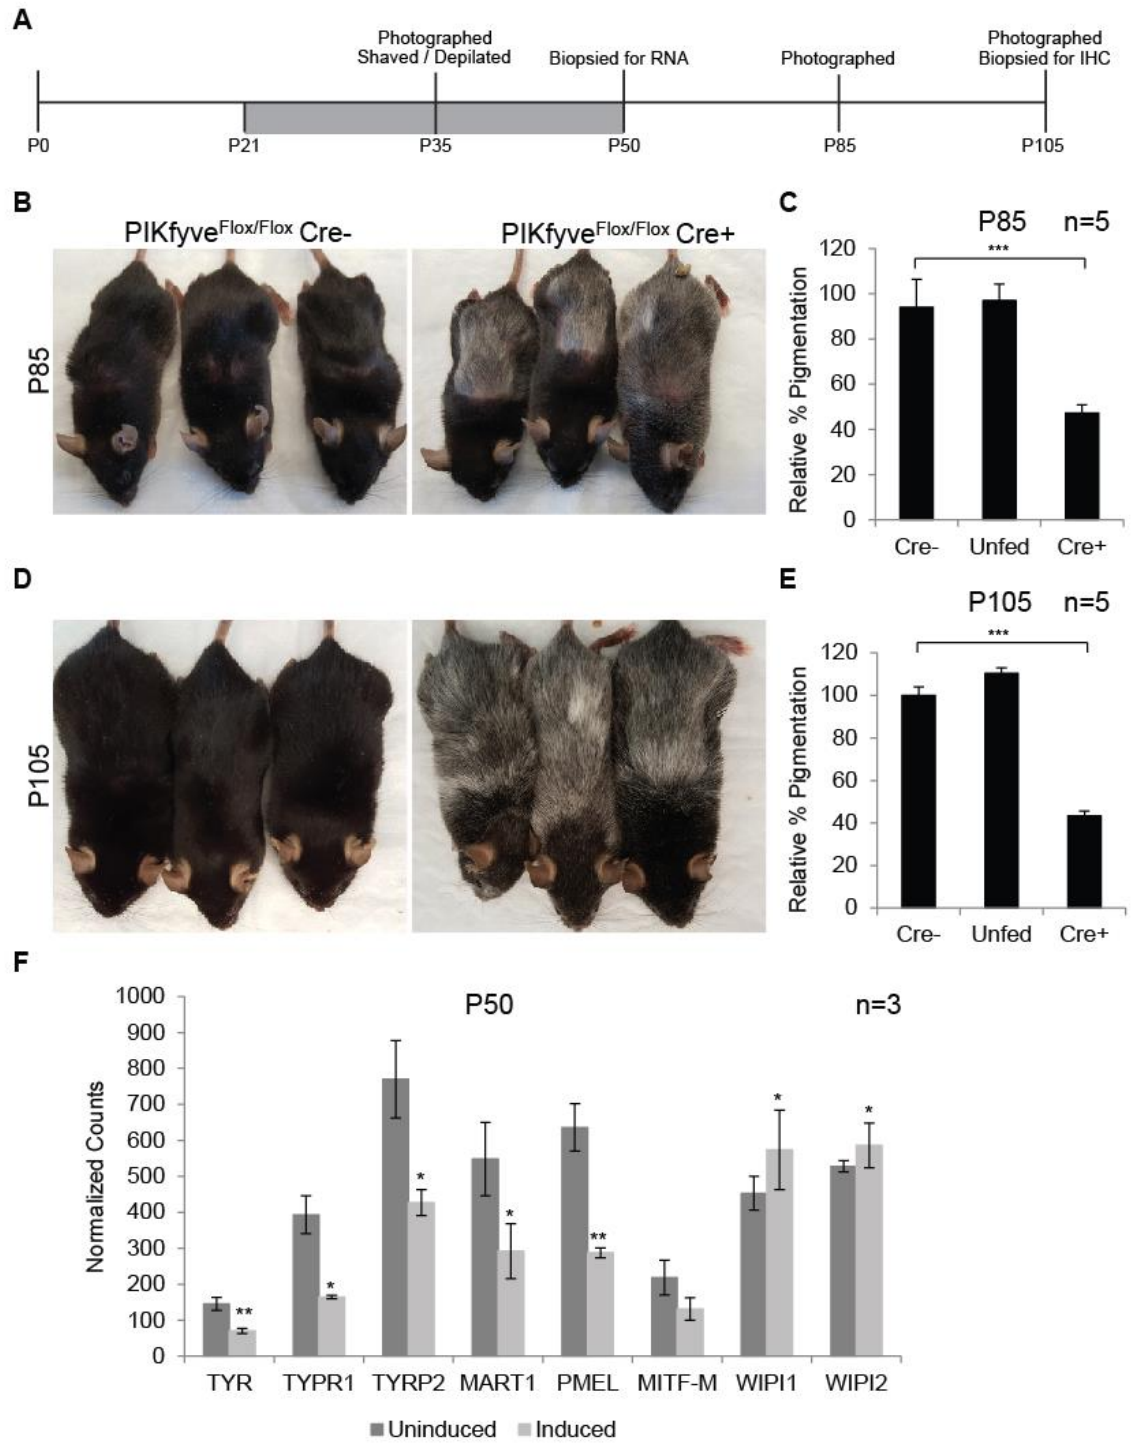 A
Photographed
Shaved / Depilated
Biopsied for RNA
Photographed
Photographed
Biopsied for IHC
P0
P21
P35
P50
P85
P105
B
PIKfyveFlox/Flox Cre-
PIKfyveFlox/Flox Cre+
P85
C
P85 n=5
***
Relative % Pigmentation
120
100
80
60
40
20
0
Cre- Unfed Cre+
D
P105
E
P105 n=5
***
Relative % Pigmentation
120
100
80
60
40
20
0
Cre- Unfed Cre+
F
P50 n=3
Normalized Counts
1000
900
800
700
600
500
400
300
200
100
0
**
*
*
*
**
*
*
TYR TYPR1 TYRP2 MART1 PMEL MITF-M WIPI1 WIPI2
Uninduced Induced